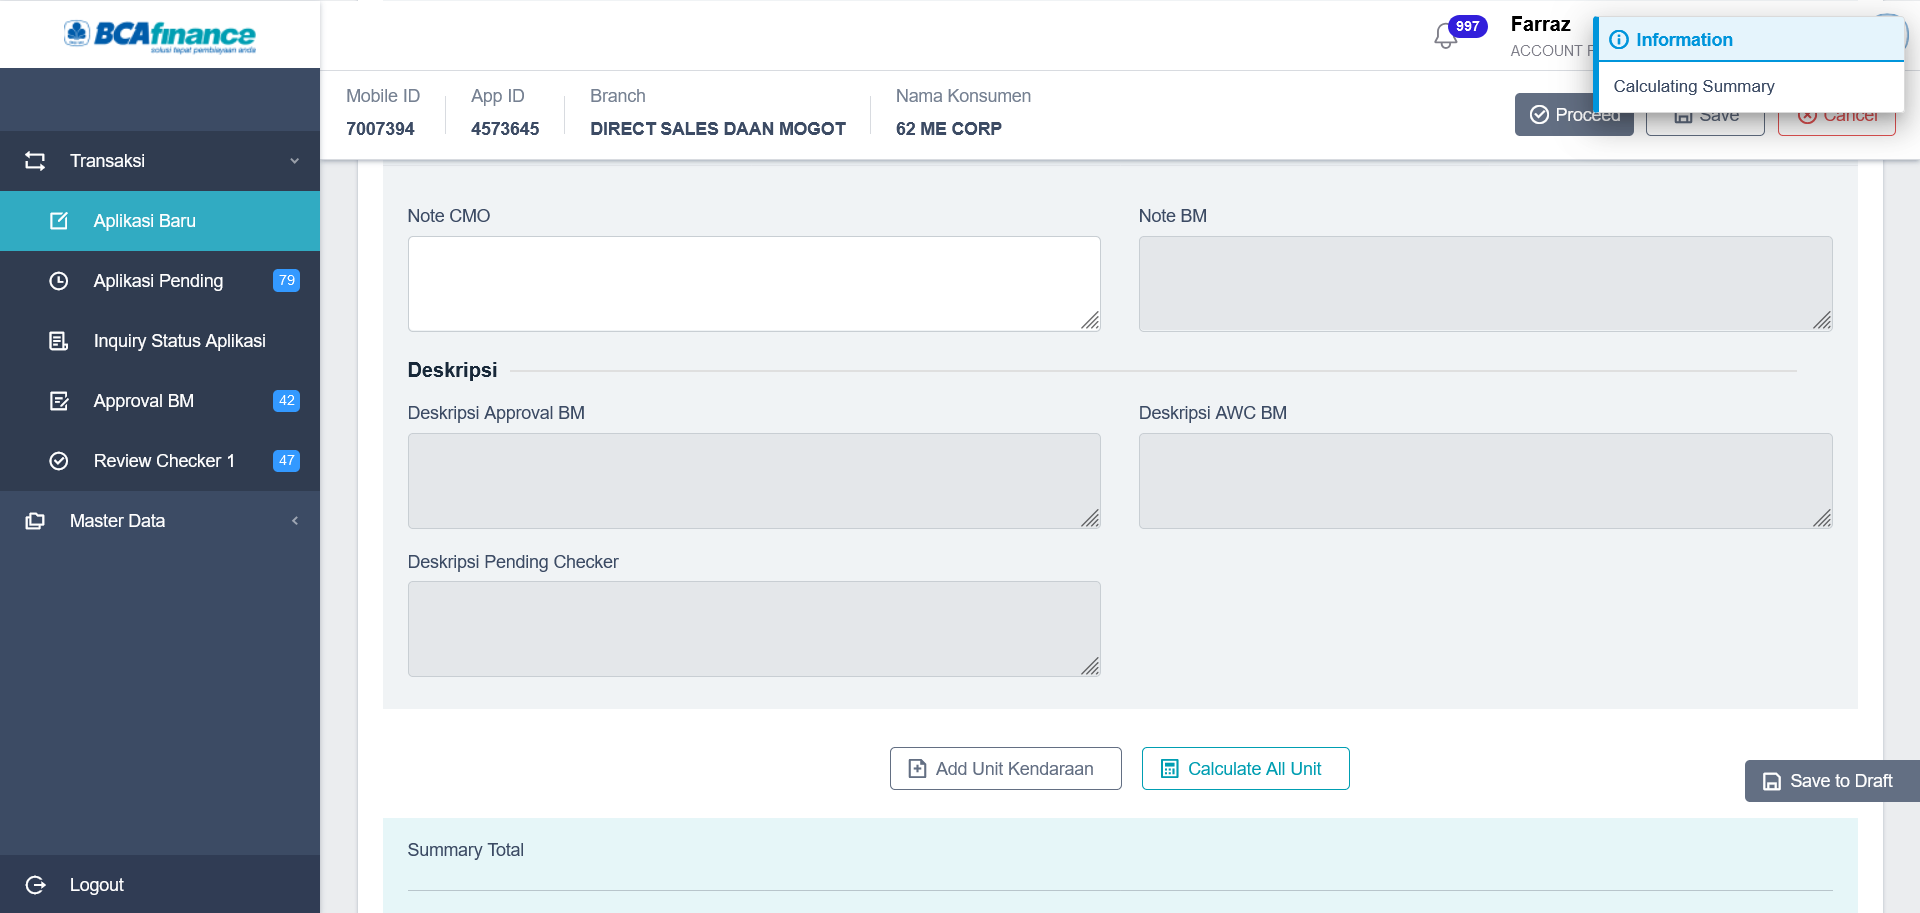 BCAfinance
solusi tepat pembiayaan anda
997
Farraz
ACCOUNT
Information
Calculating Summary
Mobile ID
7007394
App ID
4573645
Branch
DIRECT SALES DAAN MOGOT
Nama Konsumen
62 ME CORP
Proceed
Save
Cancel
Transaksi
Aplikasi Baru
Aplikasi Pending
79
Inquiry Status Aplikasi
Approval BM
42
Review Checker 1
47
Master Data
Logout
Note CMO
Note BM
Deskripsi
Deskripsi Approval BM
Deskripsi AWC BM
Deskripsi Pending Checker
Add Unit Kendaraan
Calculate All Unit
Save to Draft
Summary Total